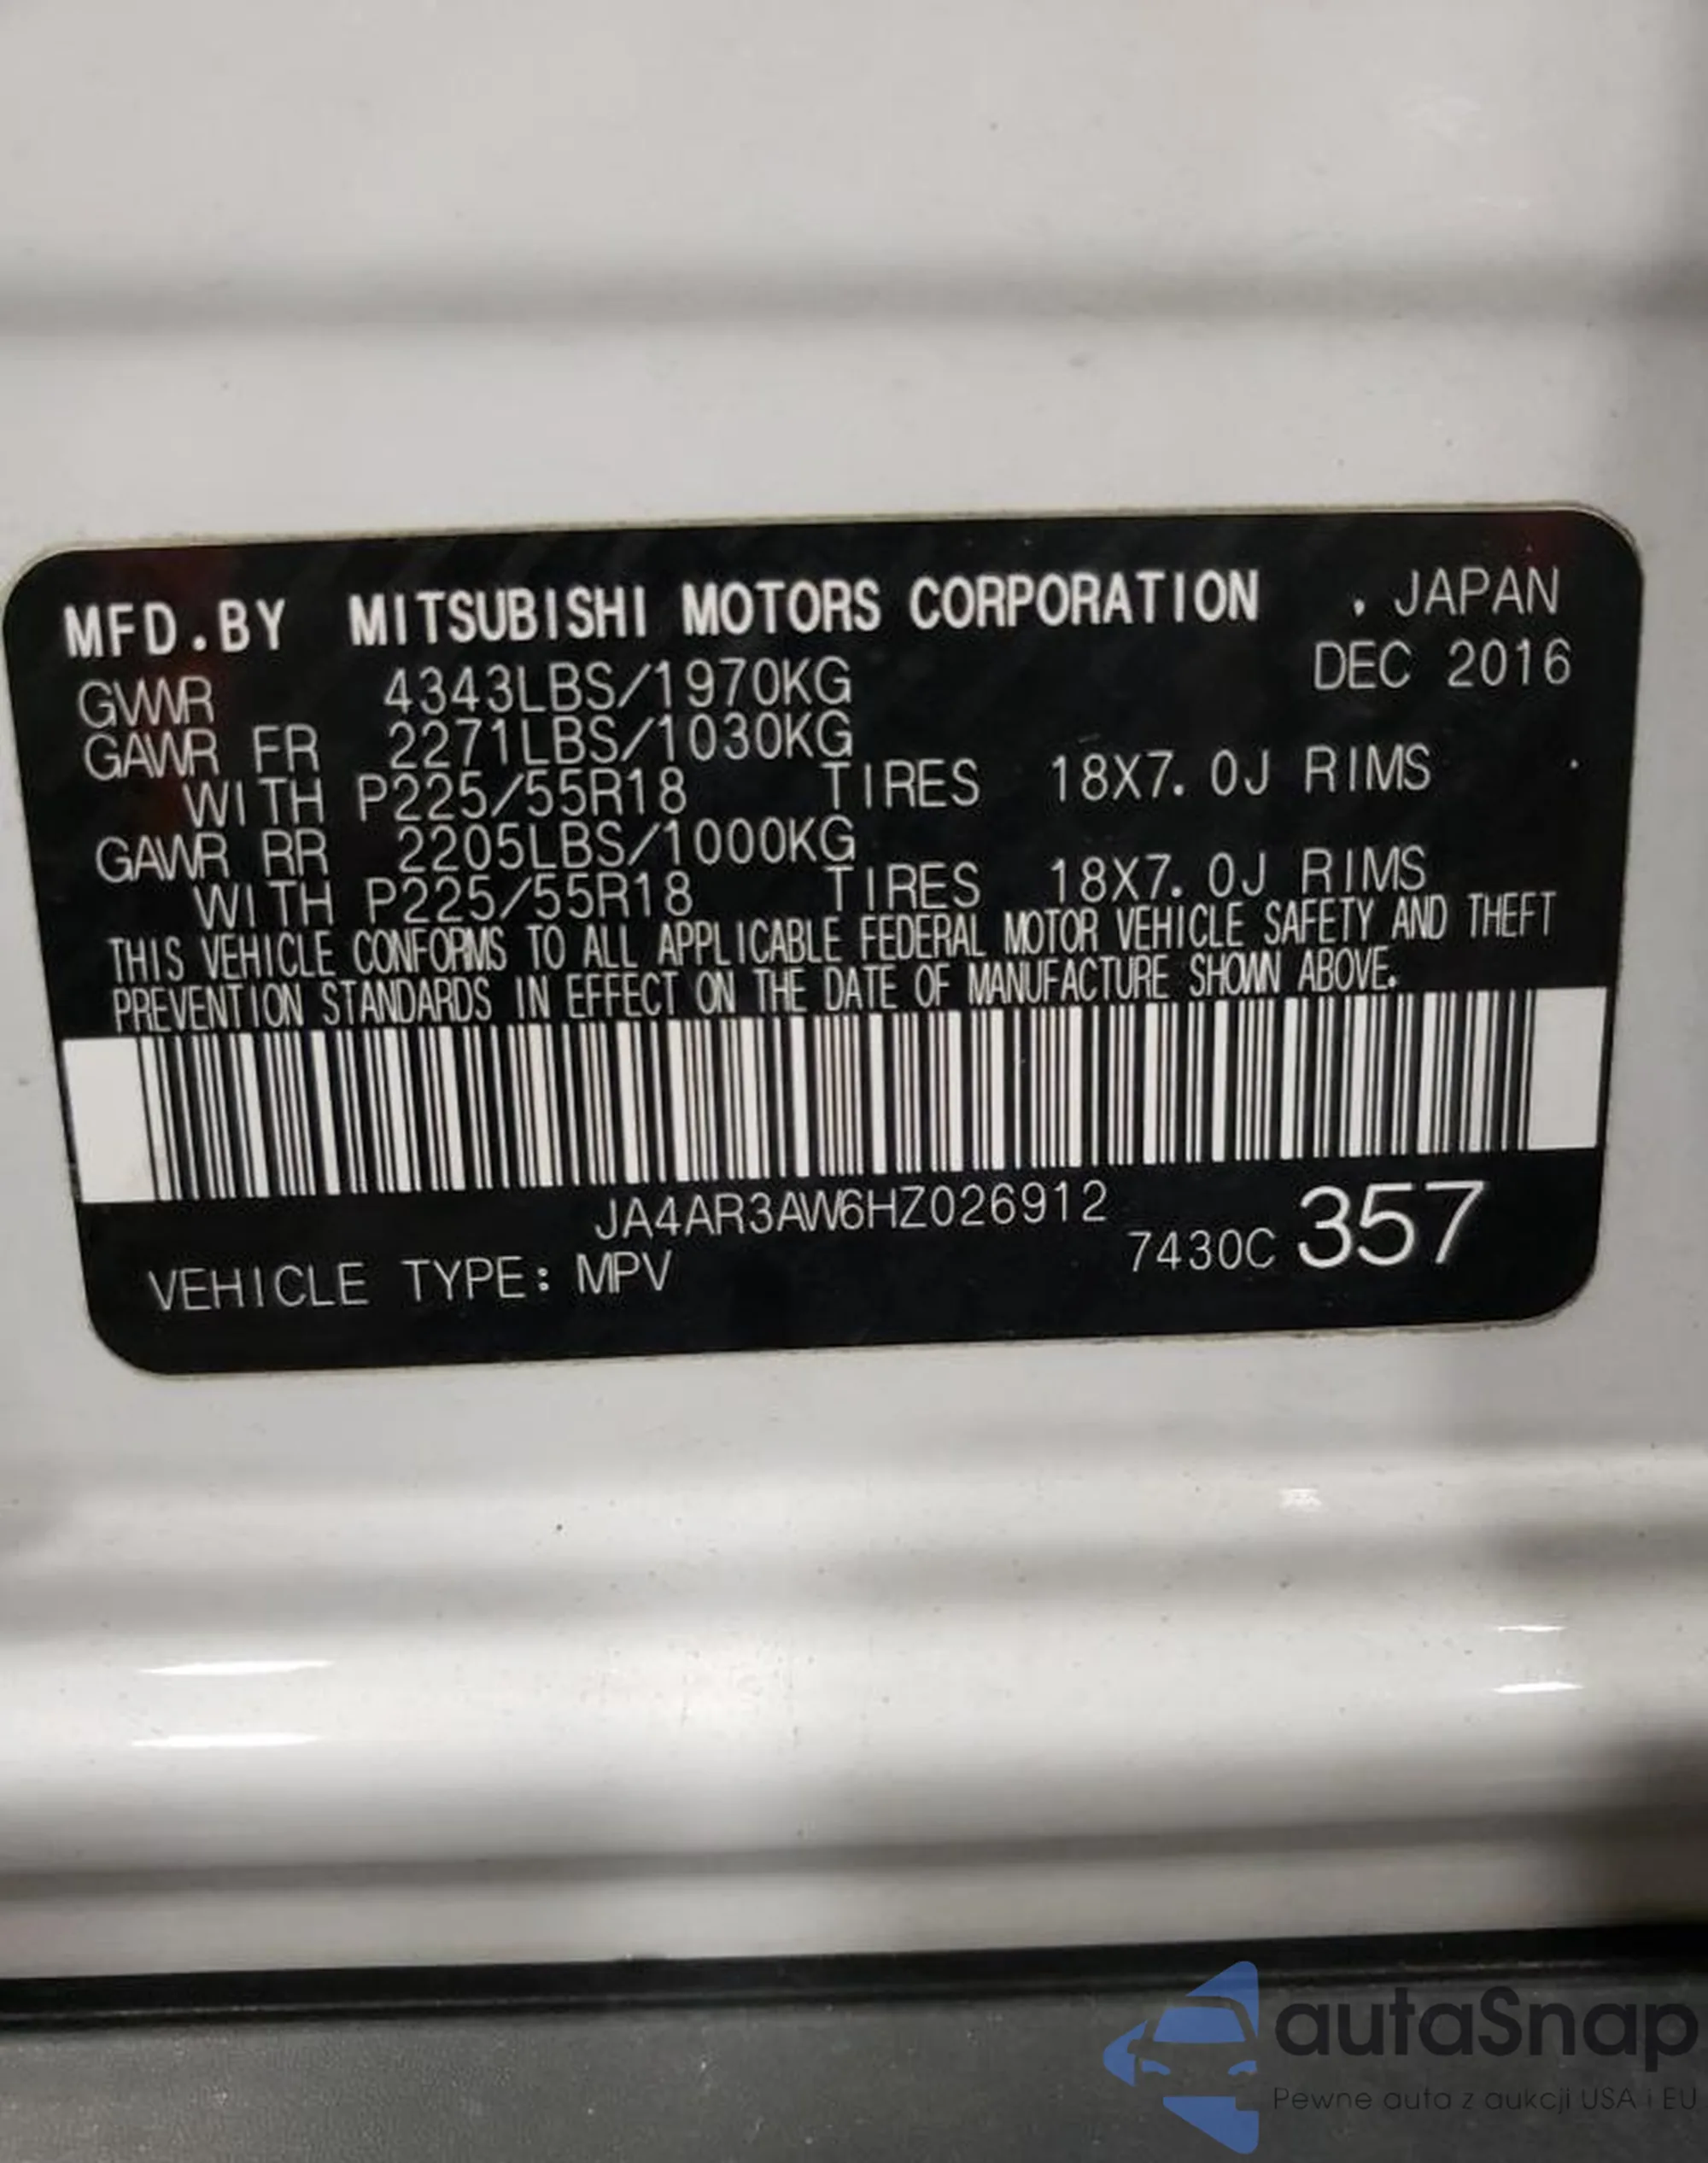 MFD.BY MITSUBISHI MOTORS CORPORATION , JAPAN
GVWR 4343LBS/1970KG DEC 2016
GAWR FR 2271LBS/1030KG
WITH P225/55R18 TIRES 18X7.0J RIMS
GAWR RR 2205LBS/1000KG
WITH P225/55R18 TIRES 18X7.0J RIMS
THIS VEHICLE CONFORMS TO ALL APPLICABLE FEDERAL MOTOR VEHICLE SAFETY AND THEFT
PREVENTION STANDARDS IN EFFECT ON THE DATE OF MANUFACTURE SHOWN ABOVE.
JA4AR3AW6HZ026912
VEHICLE TYPE: MPV 7430C 357
autaSnap
Pewne auta z aukcji USA i EU